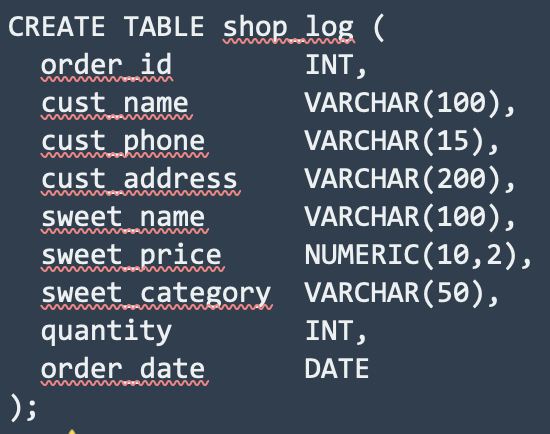 CREATE TABLE shop_log (
order_id INT,
cust_name VARCHAR(100),
cust_phone VARCHAR(15),
cust_address VARCHAR(200),
sweet_name VARCHAR(100),
sweet_price NUMERIC(10,2),
sweet_category VARCHAR(50),
quantity INT,
order_date DATE
);